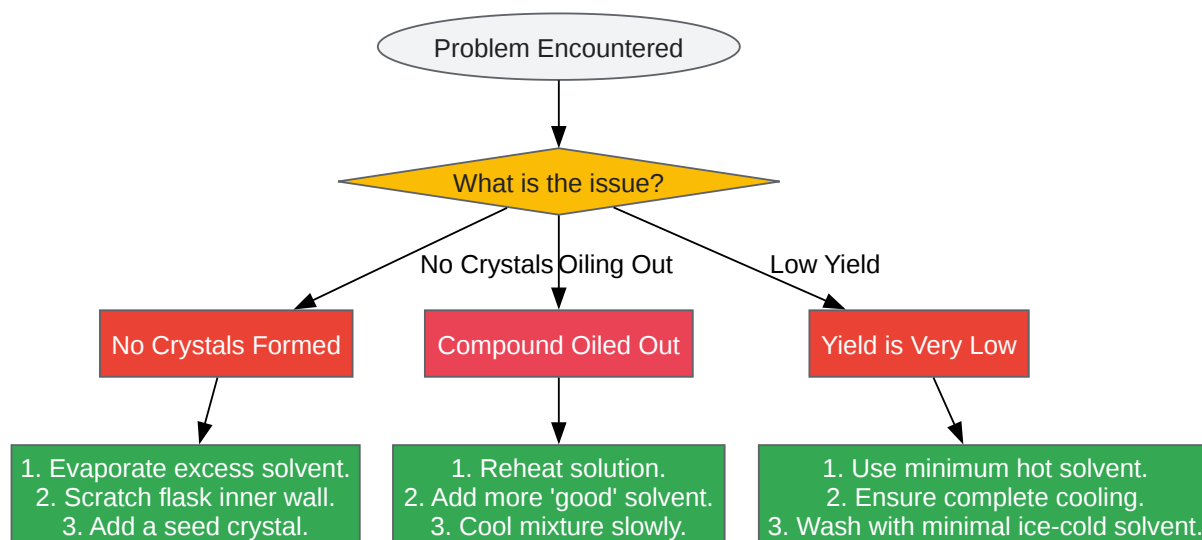 Problem Encountered
What is the issue?
No Crystals
Oiling Out
Low Yield
No Crystals Formed
Compound Oiled Out
Yield is Very Low
1. Evaporate excess solvent.
2. Scratch flask inner wall.
3. Add a seed crystal.
1. Reheat solution.
2. Add more 'good' solvent.
3. Cool mixture slowly.
1. Use minimum hot solvent.
2. Ensure complete cooling.
3. Wash with minimal ice-cold solvent.